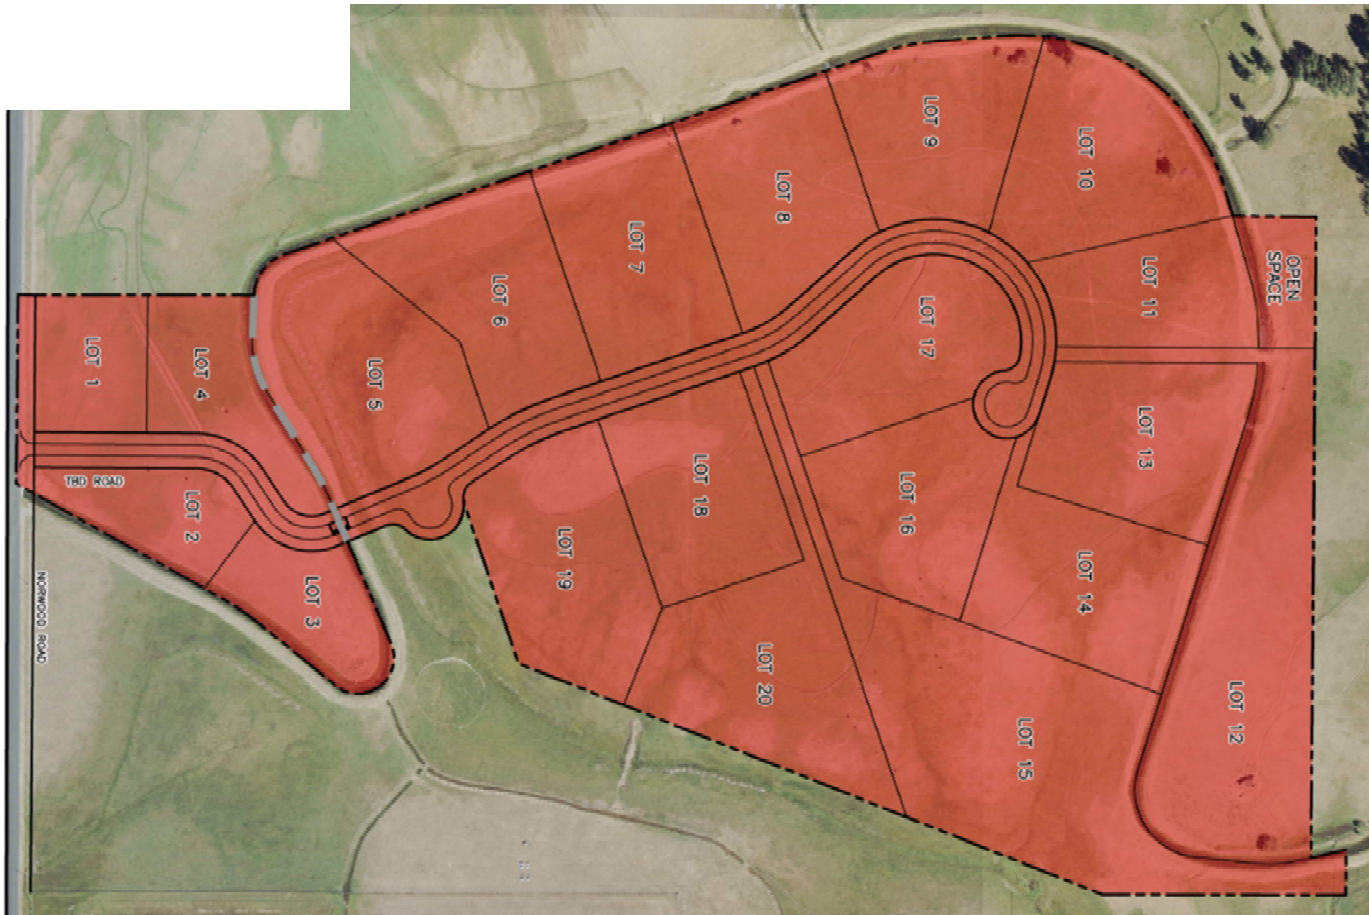 LOT 9
LOT 10
LOT 8
LOT 7
OPEN
SPACE
LOT 11
LOT 6
LOT 17
LOT 1
LOT 4
LOT 5
LOT 13
LOT 18
TBD ROAD
LOT 2
LOT 16
LOT 19
LOT 14
LOT 3
NORWOOD ROAD
LOT 20
LOT 12
LOT 15